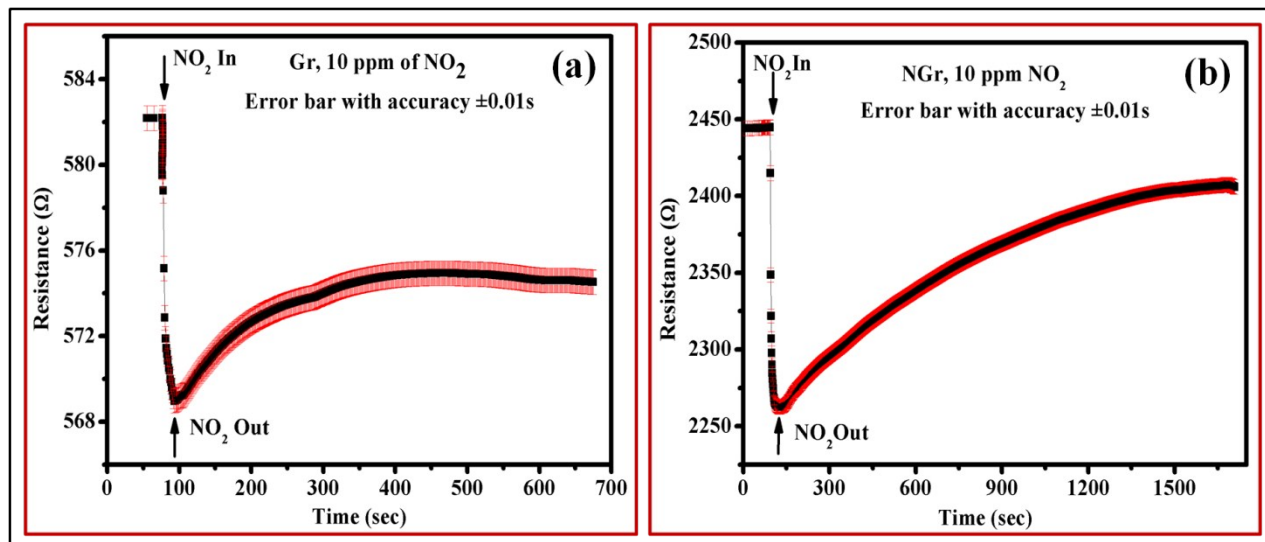 NO₂ In
Gr, 10 ppm of NO₂
(a)
Error bar with accuracy ±0.01s
584
580
576
572
568
Resistance (Ω)
NO₂ Out
0 100 200 300 400 500 600 700
Time (sec)
2500
NO₂In
NGr, 10 ppm NO₂
(b)
Error bar with accuracy ±0.01s
2450
2400
2350
2300
2250
Resistance (Ω)
NO₂Out
0 300 600 900 1200 1500
Time (sec)